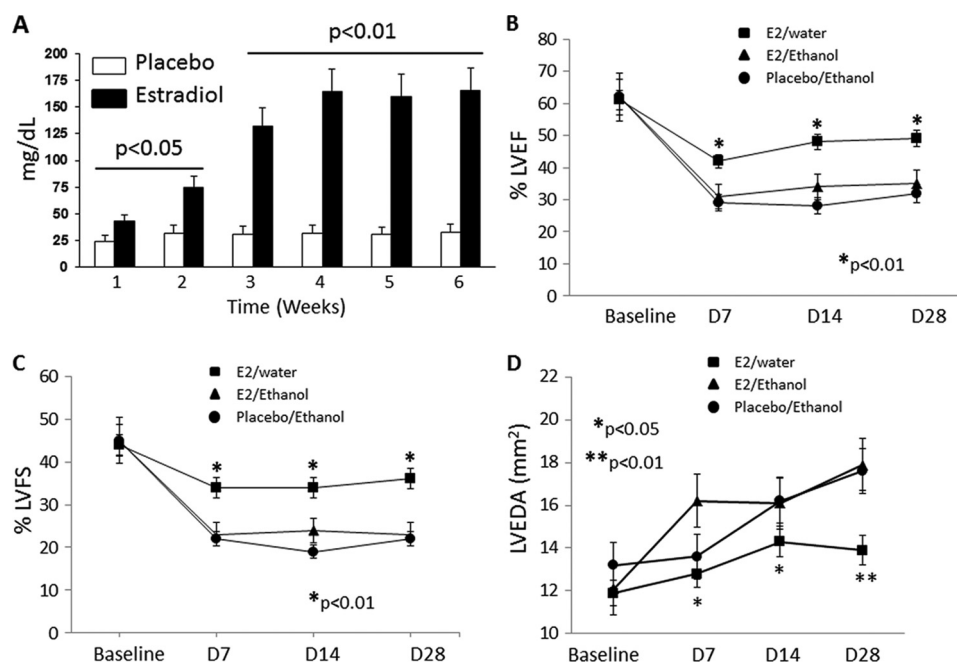 A
p<0.01
Placebo
Estradiol
p<0.05
mg/dL
200
175
150
125
100
75
50
25
0
1 2 3 4 5 6
Time (Weeks)
B
E2/water
E2/Ethanol
Placebo/Ethanol
% LVEF
80
70
60
50
40
30
20
10
0
* * *
*p<0.01
Baseline D7 D14 D28
C
E2/water
E2/Ethanol
Placebo/Ethanol
% LVFS
60
50
40
30
20
10
0
* * *
*p<0.01
Baseline D7 D14 D28
D
E2/water
E2/Ethanol
Placebo/Ethanol
*p<0.05
**p<0.01
LVEDA (mm²)
22
20
18
16
14
12
10
* * **
Baseline D7 D14 D28